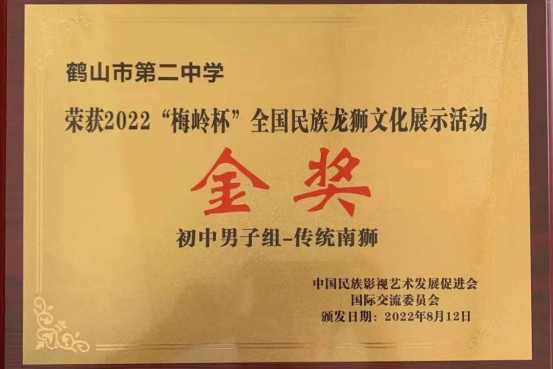 鹤山市第二中学
荣获2022“梅岭杯”全国民族龙狮文化展示活动
金奖
初中男子组-传统南狮
中国民族影视艺术发展促进会
国际交流委员会
颁发日期：2022年8月12日